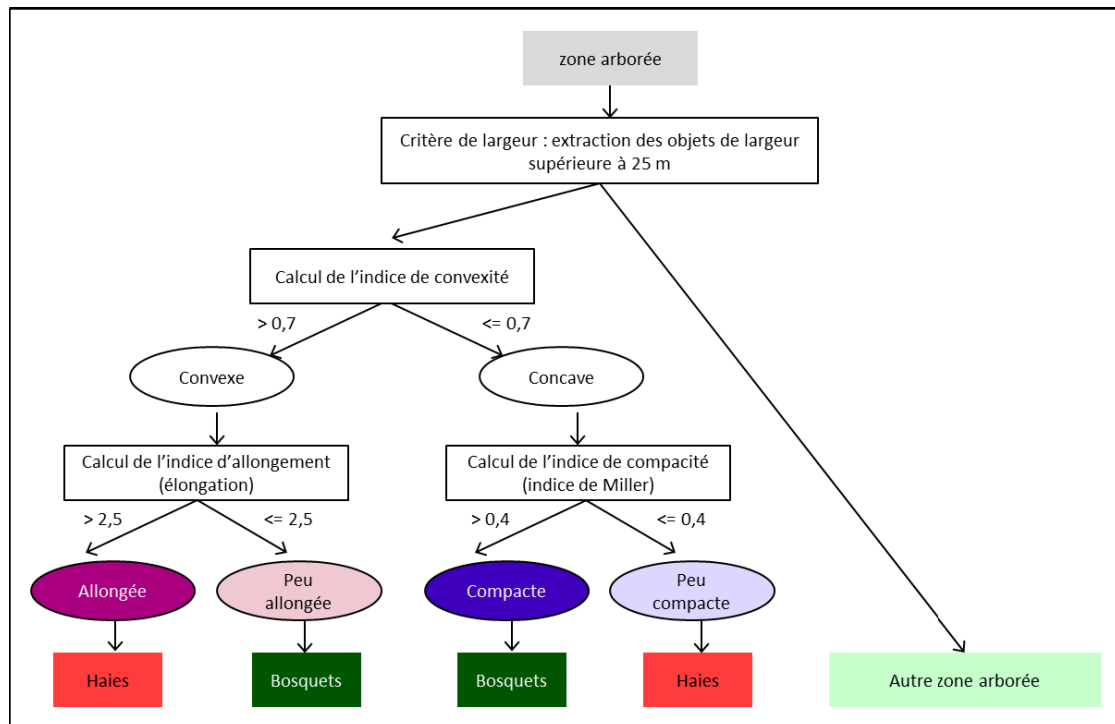 zone arborée
Critère de largeur : extraction des objets de largeur
supérieure à 25 m
Calcul de l’indice de convexité
> 0,7
<= 0,7
Convexe
Concave
Calcul de l’indice d’allongement
(élongation)
Calcul de l’indice de compacité
(indice de Miller)
> 2,5
<= 2,5
> 0,4
<= 0,4
Allongée
Peu
allongée
Compacte
Peu
compacte
Haies
Bosquets
Bosquets
Haies
Autre zone arborée